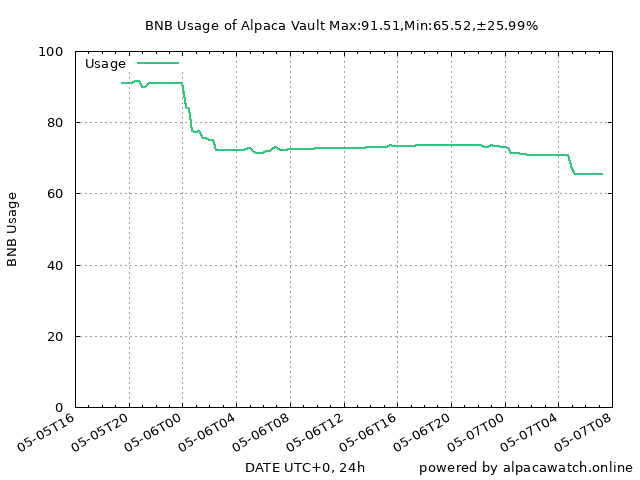 BNB Usage of Alpaca Vault Max:91.51,Min:65.52,±25.99%
Usage
100
80
60
40
20
0
BNB Usage
05-05T16
05-05T20
05-06T00
05-06T04
05-06T08
05-06T12
05-06T16
05-06T20
05-07T00
05-07T04
05-07T08
DATE UTC+0, 24h
powered by alpacawatch.online